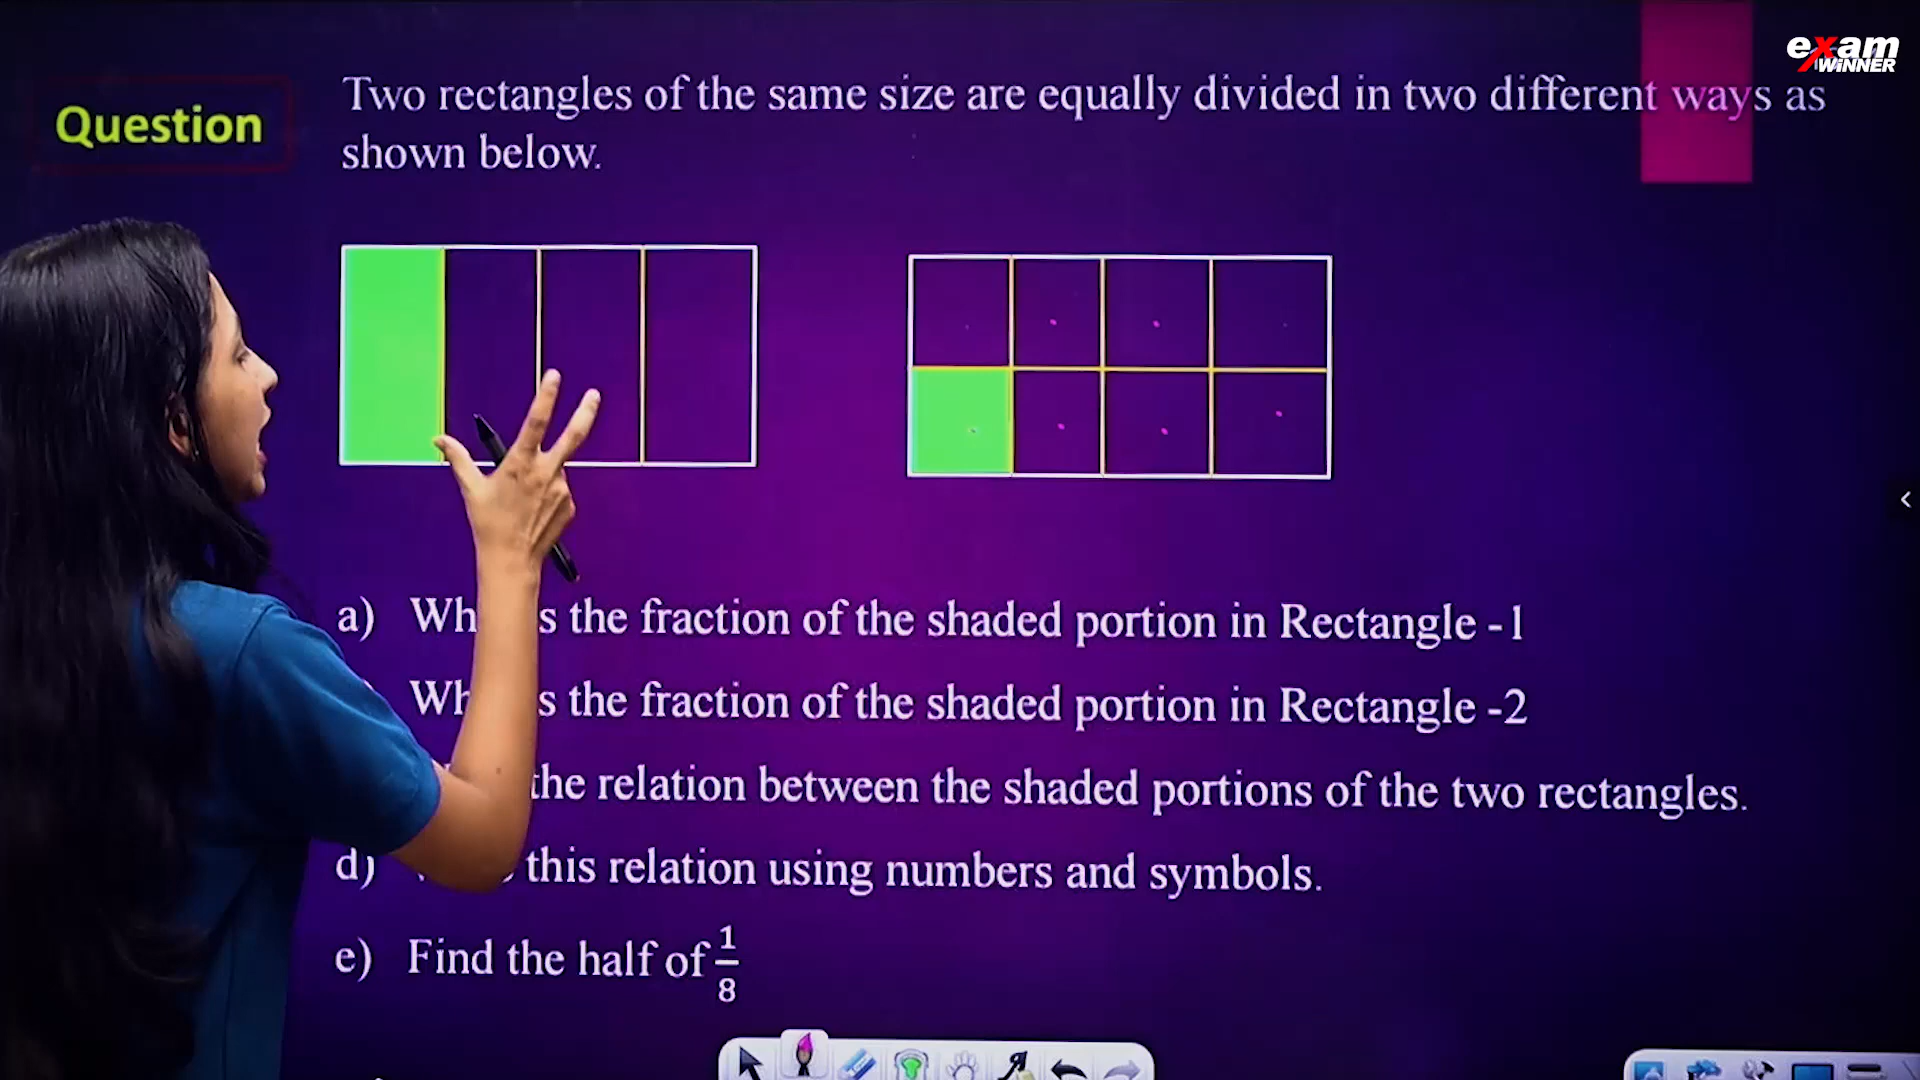 exam
WINNER
Question
Two rectangles of the same size are equally divided in two different ways as
shown below.
a) Wh s the fraction of the shaded portion in Rectangle -1
Wh s the fraction of the shaded portion in Rectangle -2
the relation between the shaded portions of the two rectangles.
d) this relation using numbers and symbols.
e) Find the half of 1/8